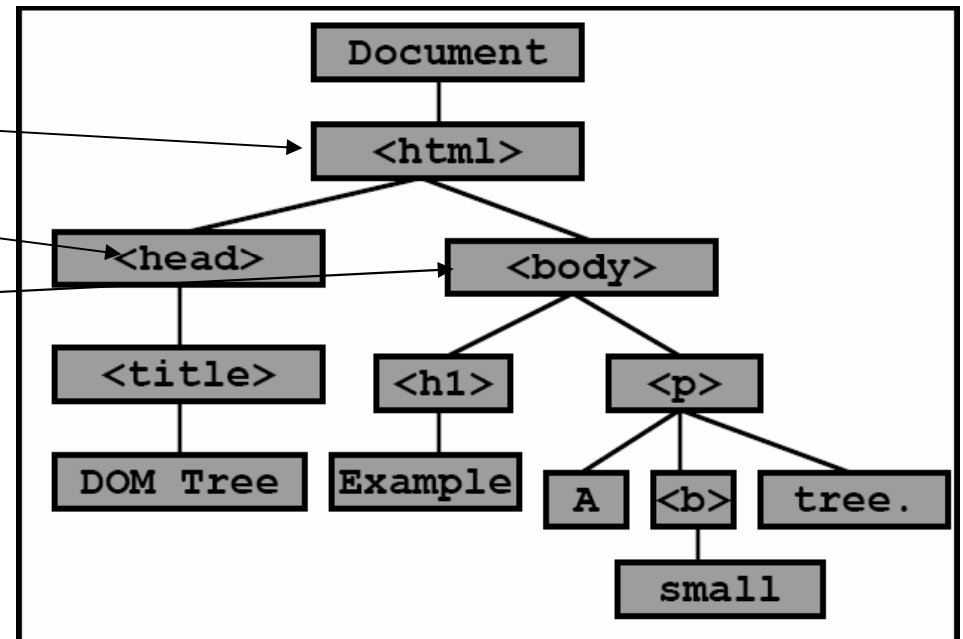 Document
<html>
<head>
<body>
<title>
<h1>
<p>
DOM Tree
Example
A
<b>
tree.
small